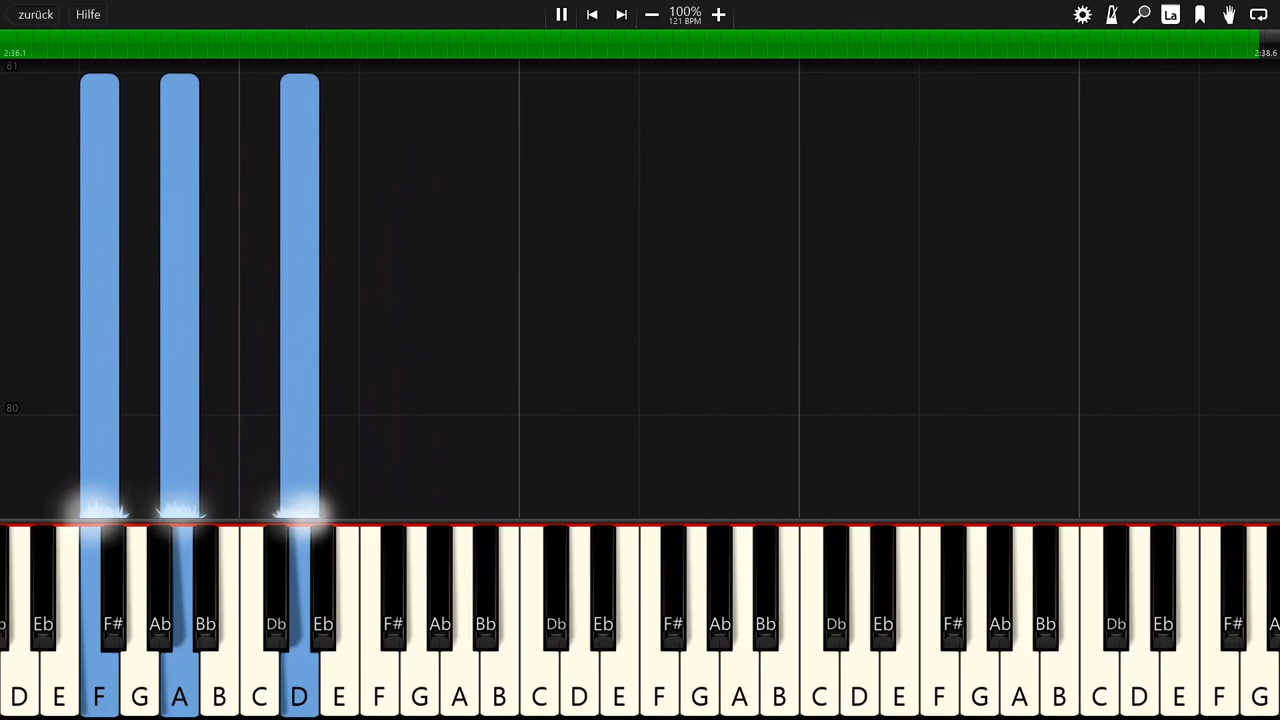 zurück Hilfe 100% La
121 BPM
2:36.1 2:38.6
81
80
Eb F# Ab Bb Db Eb F# Ab Bb Db Eb F# Ab Bb Db Eb F# Ab Bb Db Eb F#
D E F G A B C D E F G A B C D E F G A B C D E F G A B C D E F G